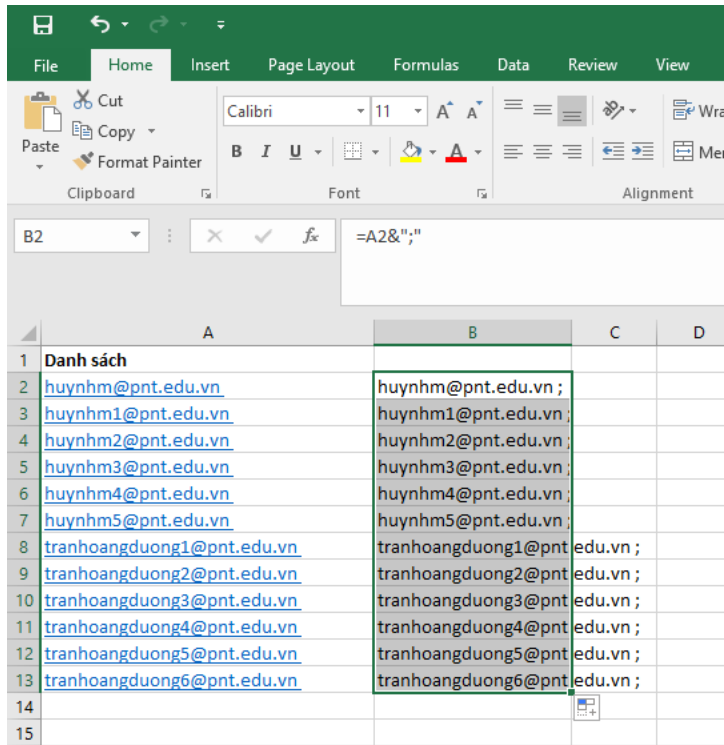 File Home Insert Page Layout Formulas Data Review View
Cut
Calibri 11 A A
Copy
Paste
B I U A
Format Painter
Clipboard Font Alignment
B2 fx =A2&";"
A B C D
1 Danh sách
2 huynhm@pnt.edu.vn huynhm@pnt.edu.vn ;
3 huynhm1@pnt.edu.vn huynhm1@pnt.edu.vn ;
4 huynhm2@pnt.edu.vn huynhm2@pnt.edu.vn ;
5 huynhm3@pnt.edu.vn huynhm3@pnt.edu.vn ;
6 huynhm4@pnt.edu.vn huynhm4@pnt.edu.vn ;
7 huynhm5@pnt.edu.vn huynhm5@pnt.edu.vn ;
8 tranhoangduong1@pnt.edu.vn tranhoangduong1@pnt.edu.vn ;
9 tranhoangduong2@pnt.edu.vn tranhoangduong2@pnt.edu.vn ;
10 tranhoangduong3@pnt.edu.vn tranhoangduong3@pnt.edu.vn ;
11 tranhoangduong4@pnt.edu.vn tranhoangduong4@pnt.edu.vn ;
12 tranhoangduong5@pnt.edu.vn tranhoangduong5@pnt.edu.vn ;
13 tranhoangduong6@pnt.edu.vn tranhoangduong6@pnt.edu.vn ;
14
15